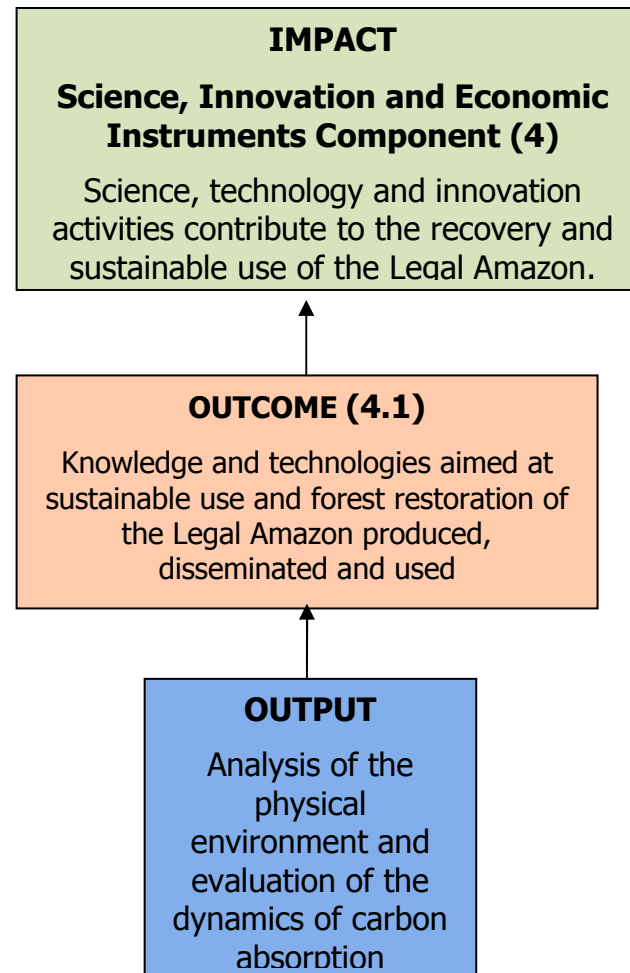 IMPACT
Science, Innovation and Economic
Instruments Component (4)
Science, technology and innovation
activities contribute to the recovery and
sustainable use of the Legal Amazon.
OUTCOME (4.1)
Knowledge and technologies aimed at
sustainable use and forest restoration of
the Legal Amazon produced,
disseminated and used
OUTPUT
Analysis of the
physical
environment and
evaluation of the
dynamics of carbon
absorption